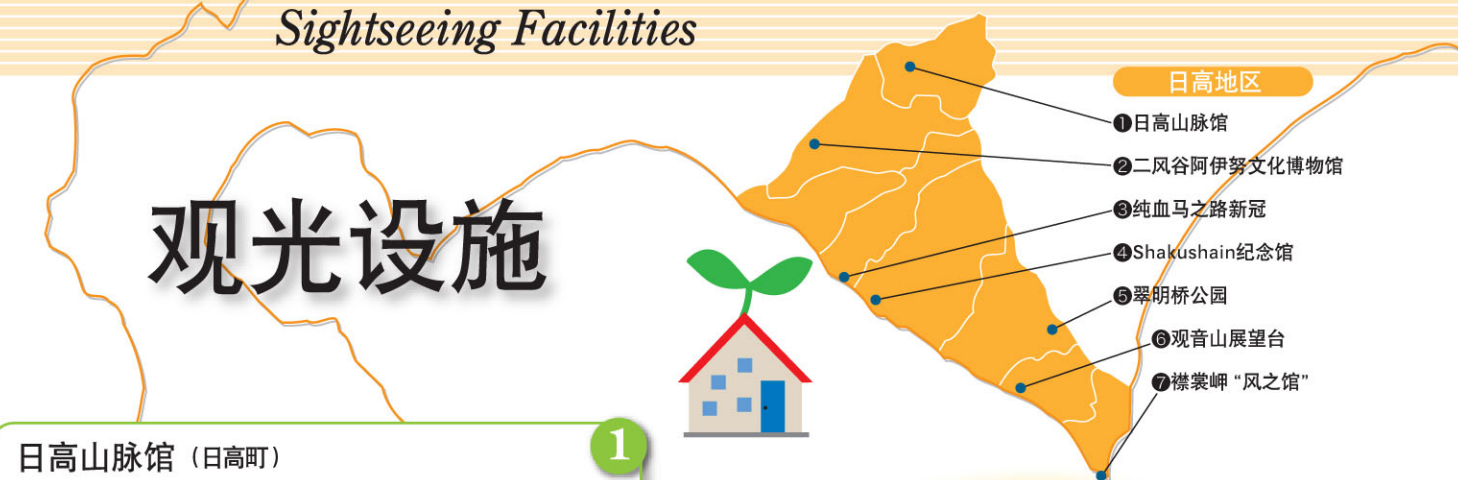 Sightseeing Facilities
观光设施
日高地区
❶日高山脉馆
❷二风谷阿伊努文化博物馆
❸纯血马之路新冠
❹Shakushain纪念馆
❺翠明桥公园
❻观音山展望台
❼襟裳岬“风之馆”
日高山脉馆（日高町）
1